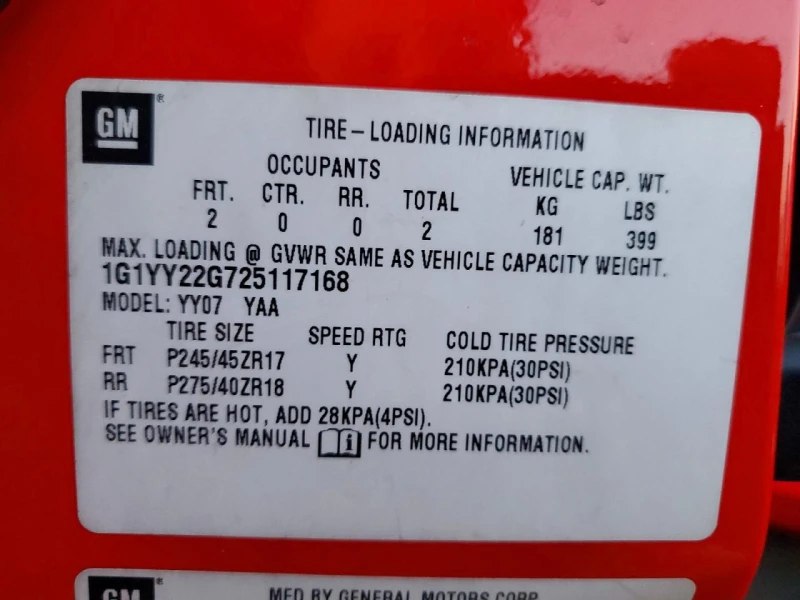 GM®
TIRE-LOADING INFORMATION
OCCUPANTS VEHICLE CAP. WT.
FRT. CTR. RR. TOTAL KG LBS
2 0 0 2 181 399
MAX. LOADING @ GVWR SAME AS VEHICLE CAPACITY WEIGHT.
1G1YY22G725117168
MODEL: YY07 YAA
TIRE SIZE SPEED RTG COLD TIRE PRESSURE
FRT P245/45ZR17 Y 210KPA(30PSI)
RR P275/40ZR18 Y 210KPA(30PSI)
IF TIRES ARE HOT, ADD 28KPA(4PSI).
SEE OWNER'S MANUAL i FOR MORE INFORMATION.
GM®
MFD BY GENERAL MOTORS CORP